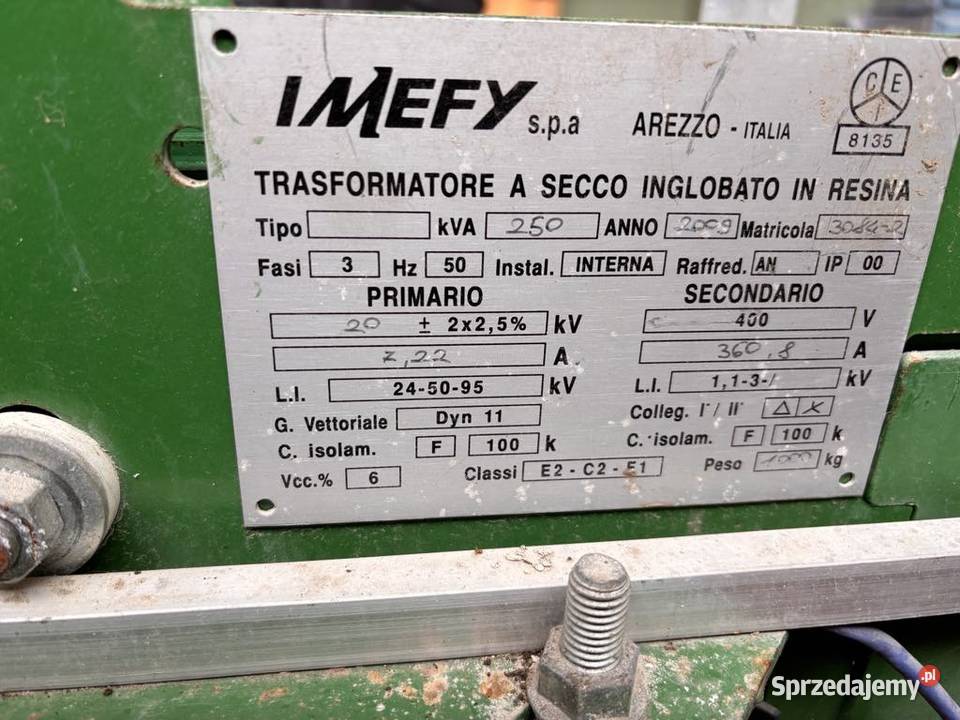 IMEFY s.p.a AREZZO - ITALIA CEI 8135
TRASFORMATORE A SECCO INGLOBATO IN RESINA
Tipo kVA 250 ANNO 2009 Matricola 3084-2
Fasi 3 Hz 50 Instal. INTERNA Raffred. AN IP 00
PRIMARIO SECONDARIO
20 ± 2x2,5% kV 400 V
7,22 A. 360,8 A
L.I. 24-50-95 kV L.I. 1,1-3-/ kV
G. Vettoriale Dyn 11 Colleg. I°/ II°
C. isolam. F 100 k C. isolam. F 100 k
Vcc.% 6 Classi E2 - C2 - F1 Peso 1000 kg
Sprzedajemy .pl